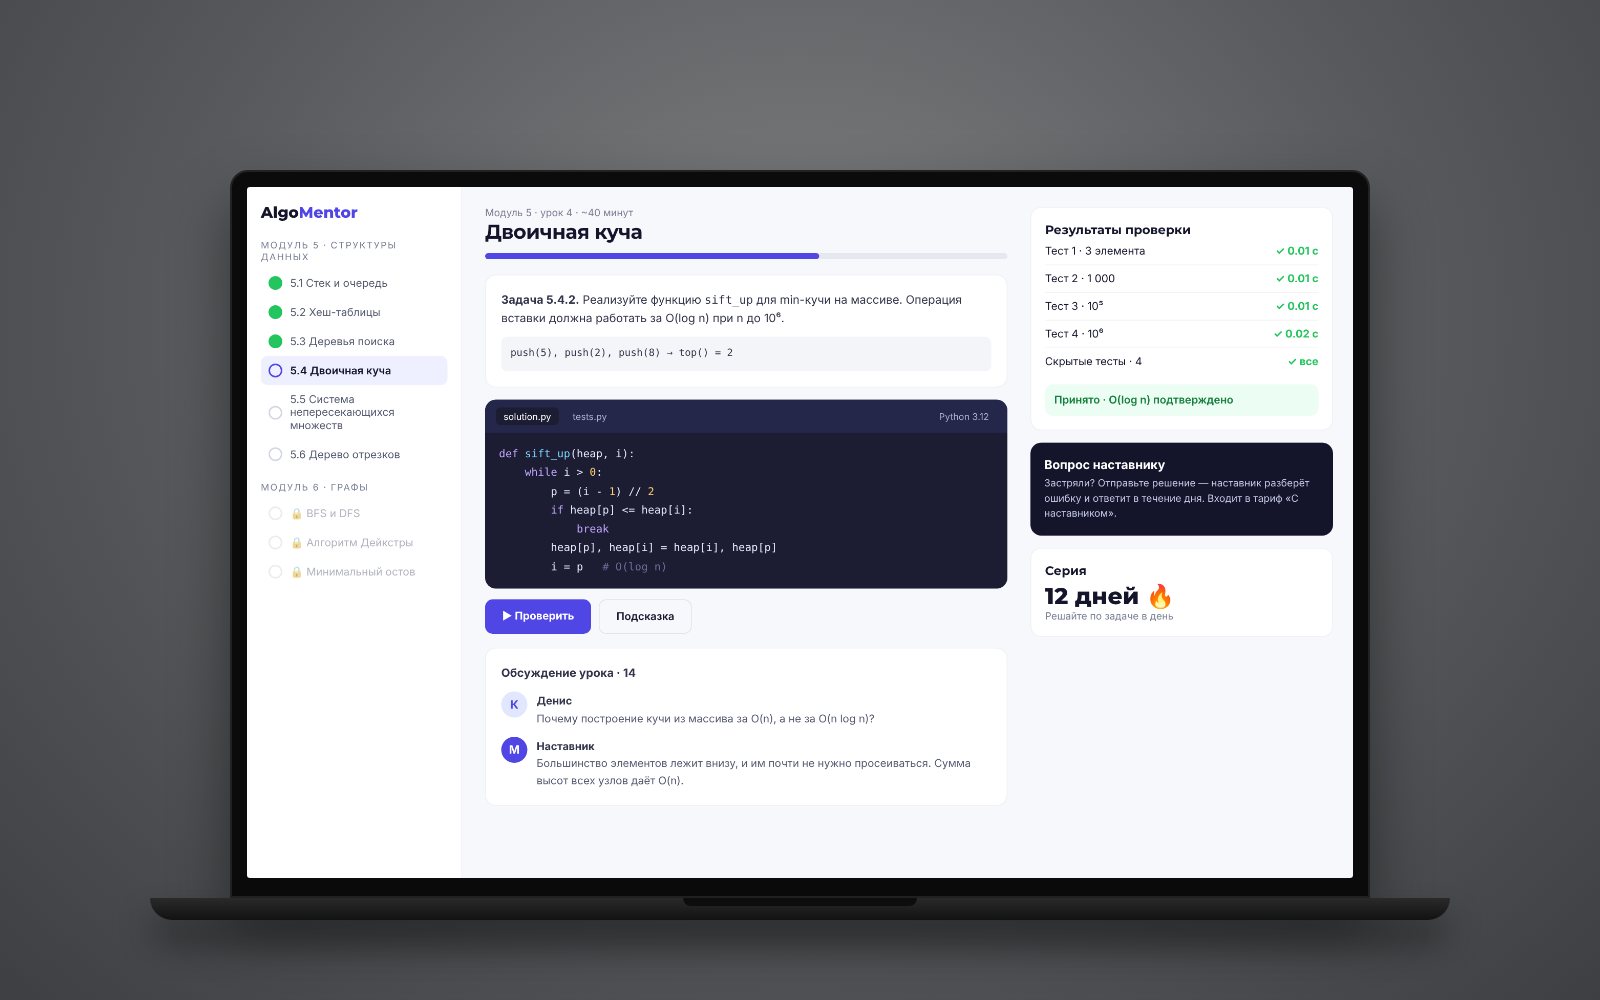 AlgoMentor
МОДУЛЬ 5 · СТРУКТУРЫ
ДАННЫХ
5.1 Стек и очередь
5.2 Хеш-таблицы
5.3 Деревья поиска
5.4 Двоичная куча
5.5 Система
непересекающихся
множеств
5.6 Дерево отрезков
МОДУЛЬ 6 · ГРАФЫ
🔒 BFS и DFS
🔒 Алгоритм Дейкстры
🔒 Минимальный остов
Модуль 5 · урок 4 · ~40 минут
Двоичная куча
Задача 5.4.2. Реализуйте функцию sift_up для min-кучи на массиве. Операция
вставки должна работать за O(log n) при n до 10⁶.
push(5), push(2), push(8) → top() = 2
solution.py tests.py Python 3.12
def sift_up(heap, i):
    while i > 0:
        p = (i - 1) // 2
        if heap[p] <= heap[i]:
            break
        heap[p], heap[i] = heap[i], heap[p]
        i = p   # O(log n)
▶ Проверить Подсказка
Обсуждение урока · 14
К
Денис
Почему построение кучи из массива за O(n), а не за O(n log n)?
М
Наставник
Большинство элементов лежит внизу, и им почти не нужно просеиваться. Сумма
высот всех узлов даёт O(n).
Результаты проверки
Тест 1 · 3 элемента ✓ 0.01 с
Тест 2 · 1 000 ✓ 0.01 с
Тест 3 · 10⁵ ✓ 0.01 с
Тест 4 · 10⁶ ✓ 0.02 с
Скрытые тесты · 4 ✓ все
Принято · O(log n) подтверждено
Вопрос наставнику
Застряли? Отправьте решение — наставник разберёт
ошибку и ответит в течение дня. Входит в тариф «С
наставником».
Серия
12 дней 🔥
Решайте по задаче в день